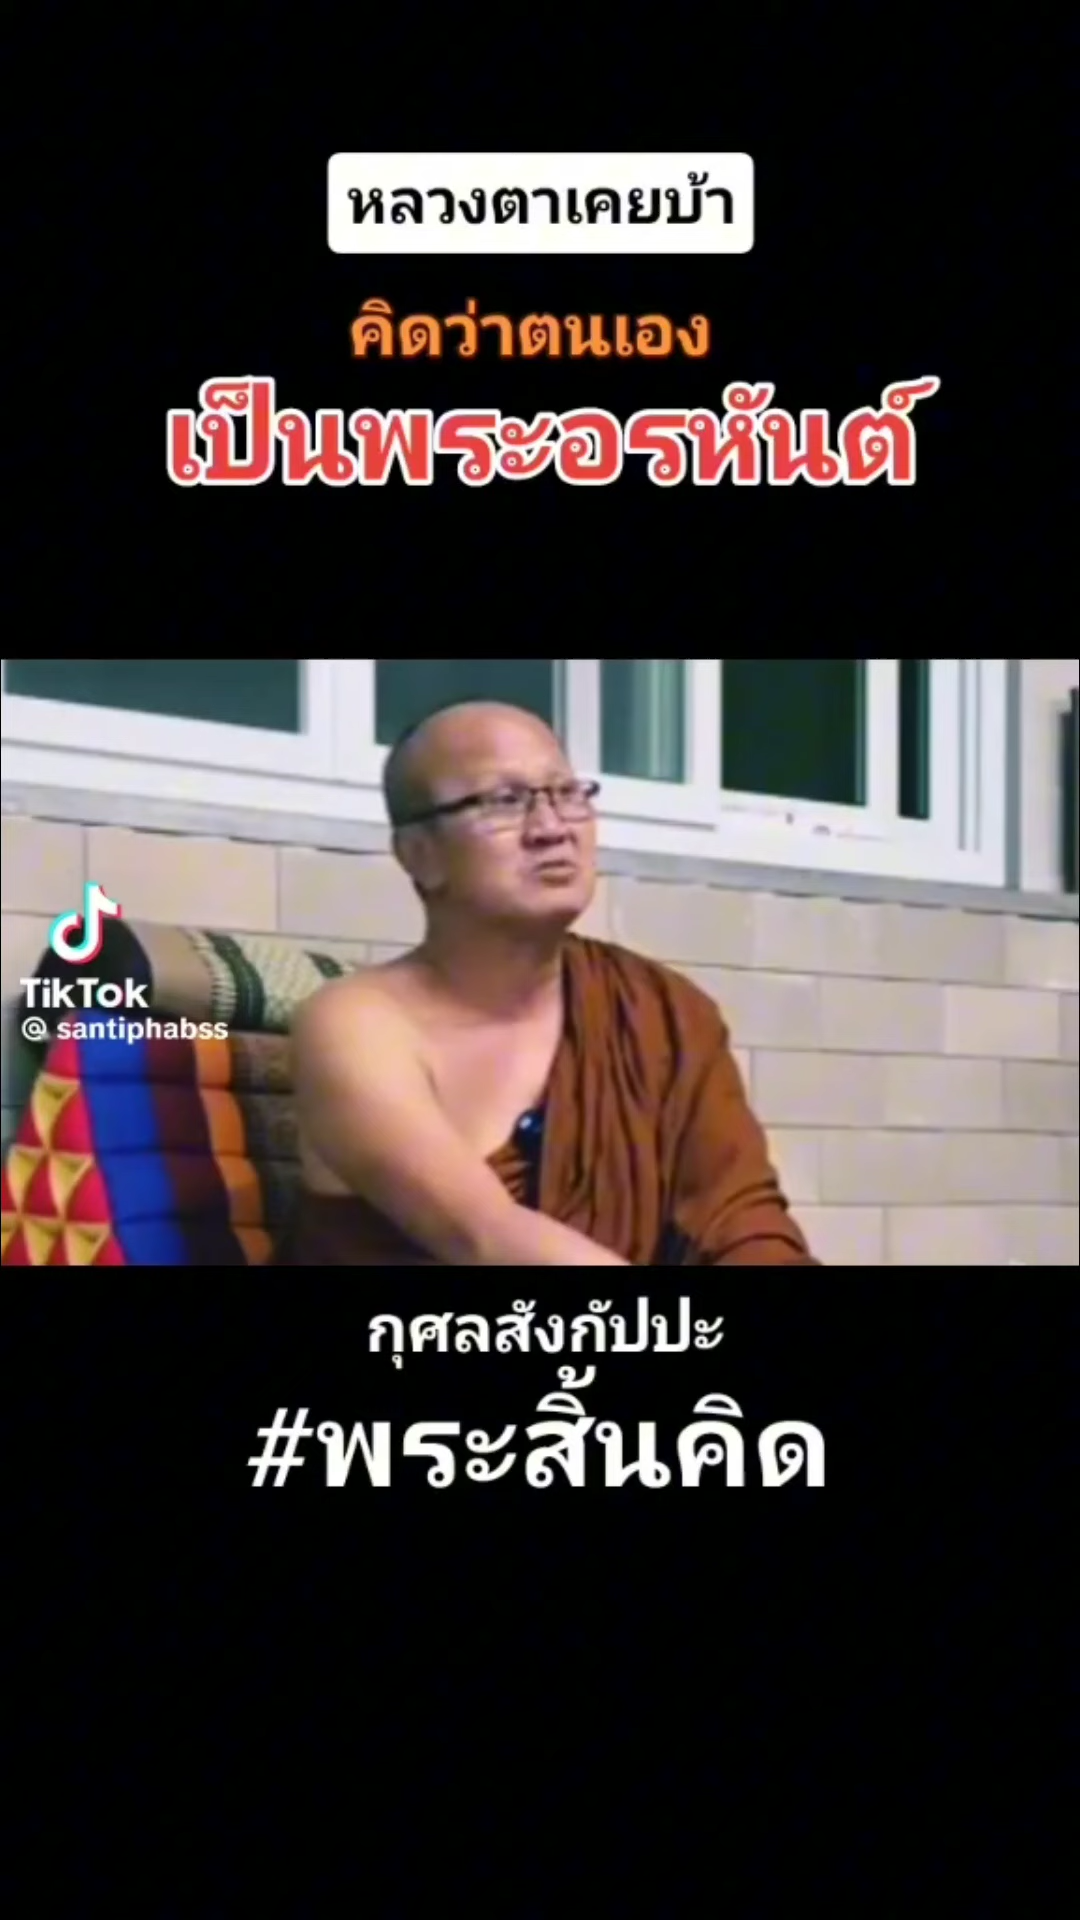 หลวงตาเคยบ้า
คิดว่าตนเอง
เป็นพระอรหันต์
TikTok
@ santiphabss
กุศลสังกัปปะ
#พระสิ้นคิด